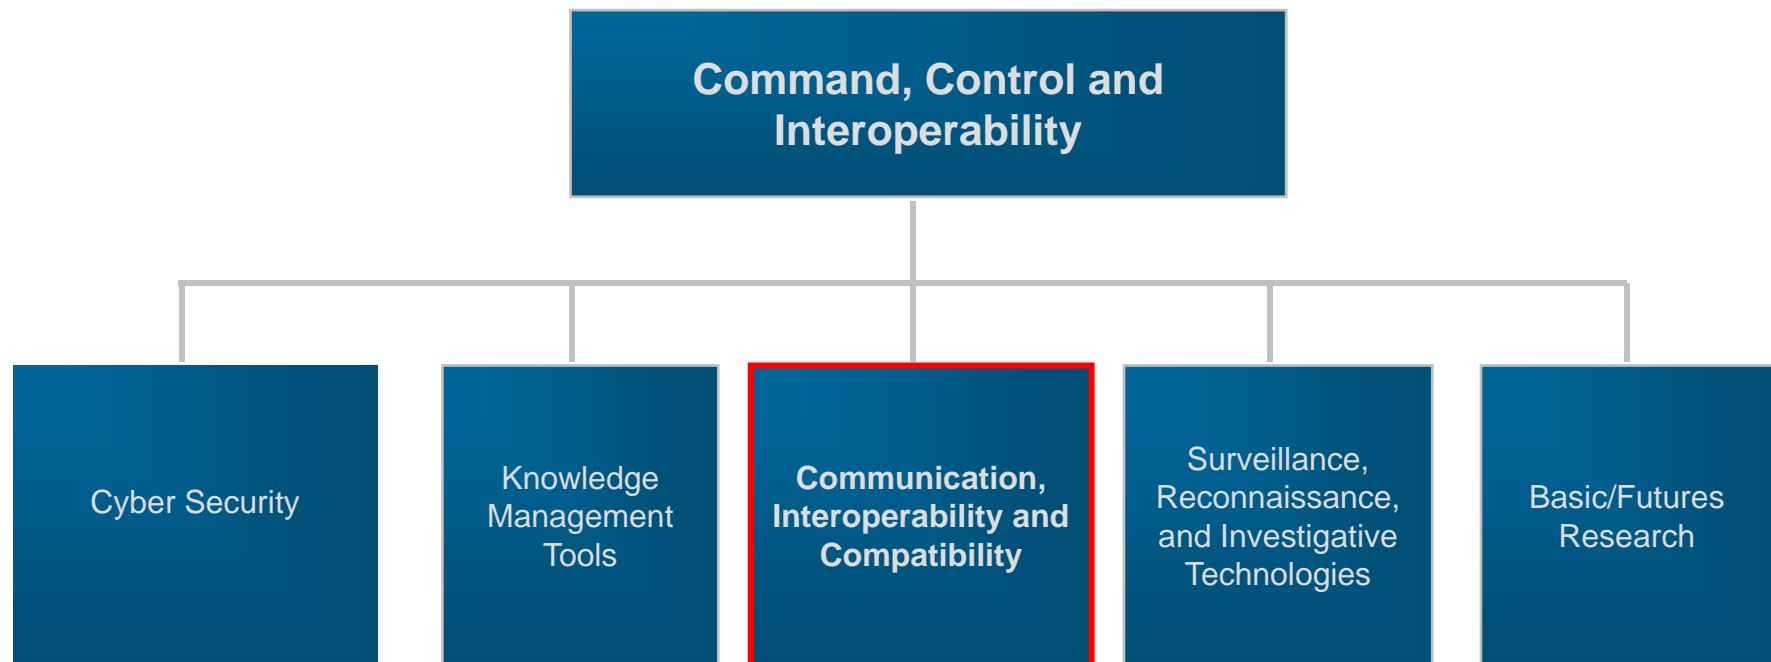 Command, Control and
Interoperability
Cyber Security
Knowledge
Management
Tools
Communication,
Interoperability and
Compatibility
Surveillance,
Reconnaissance,
and Investigative
Technologies
Basic/Futures
Research